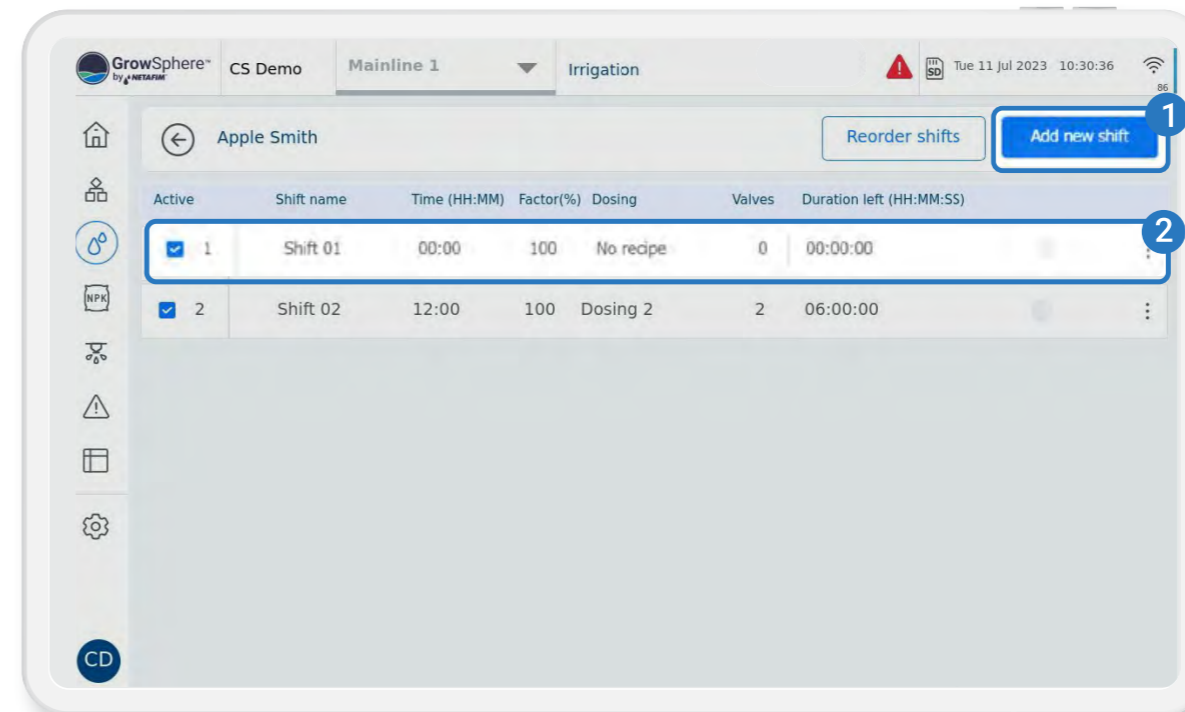 GrowSphere™
by NETAFIM™
CS Demo
Mainline 1
Irrigation
SD
Tue 11 Jul 2023 10:30:36
86
Apple Smith
Reorder shifts
Add new shift
1
Active Shift name Time (HH:MM) Factor(%) Dosing Valves Duration left (HH:MM:SS)
1 Shift 01 00:00 100 No recipe 0 00:00:00
2
2 Shift 02 12:00 100 Dosing 2 2 06:00:00
NPK
CD